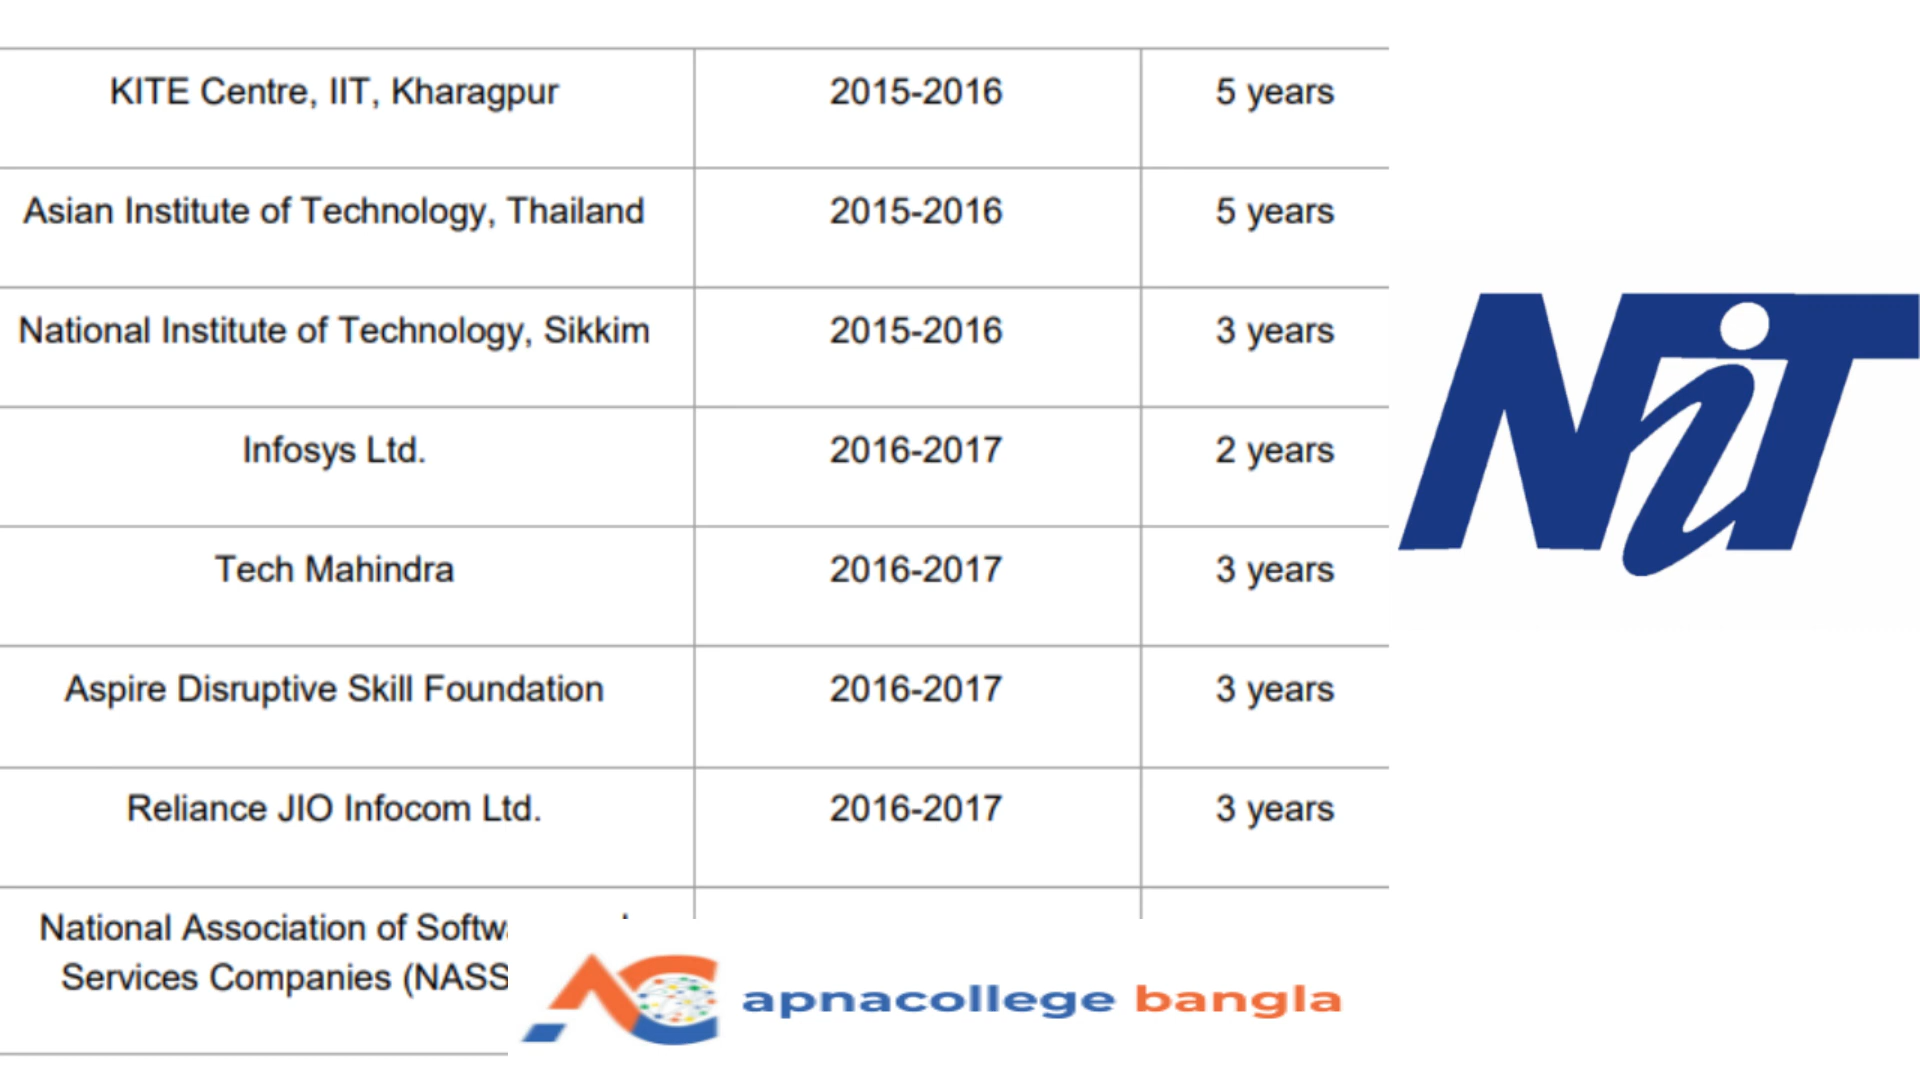 KITE Centre, IIT, Kharagpur 2015-2016 5 years
Asian Institute of Technology, Thailand 2015-2016 5 years
National Institute of Technology, Sikkim 2015-2016 3 years
Infosys Ltd. 2016-2017 2 years
Tech Mahindra 2016-2017 3 years
Aspire Disruptive Skill Foundation 2016-2017 3 years
Reliance JIO Infocom Ltd. 2016-2017 3 years
National Association of
Services Companies
NiT
AC apnacollege bangla